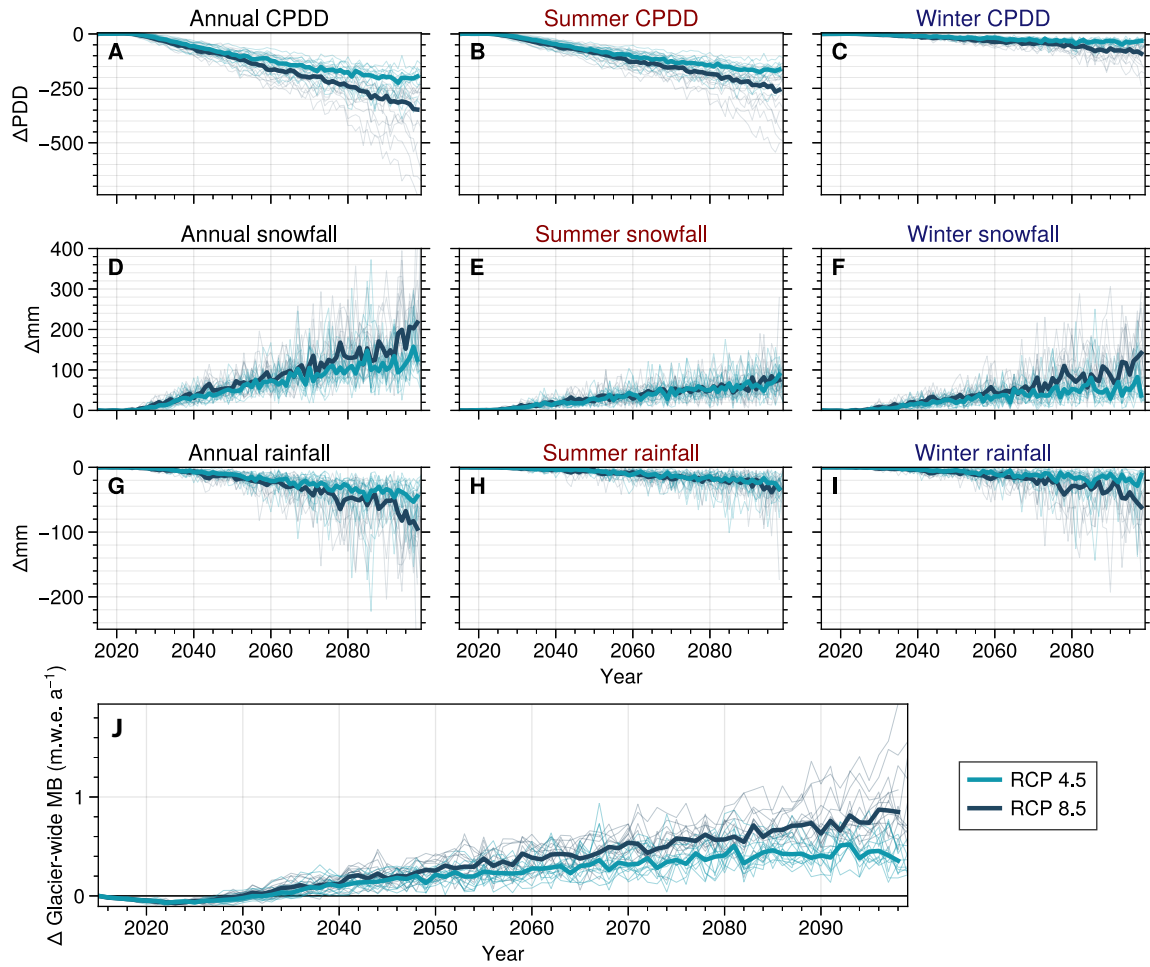 Annual CPDD Summer CPDD Winter CPDD
A B C
0
−250
−500
ΔPDD
Annual snowfall Summer snowfall Winter snowfall
D E F
400
300
200
100
0
Δmm
Annual rainfall Summer rainfall Winter rainfall
G H I
0
−100
−200
Δmm
2020 2040 2060 2080 2020 2040 2060 2080 2020 2040 2060 2080
Year
J
Δ Glacier-wide MB (m.w.e. a⁻¹)
1
0
2020 2030 2040 2050 2060 2070 2080 2090
Year
RCP 4.5
RCP 8.5